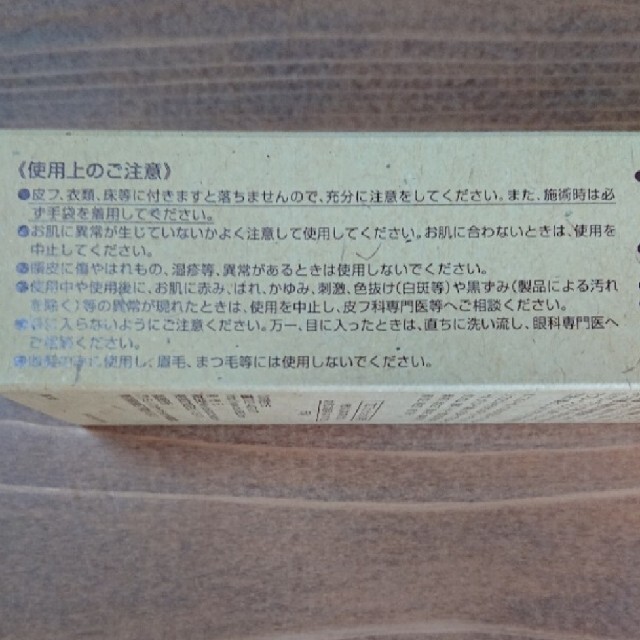 《使用上のご注意》
●皮フ、衣類、床等に付きますと落ちませんので、充分に注意をしてください。また、施術時は必
ず手袋を着用してください。
●お肌に異常が生じていないかよく注意して使用してください。お肌に合わないときは、使用を
中止してください。
●頭皮に傷やはれもの、湿疹等、異常があるときは使用しないでください。
●使用中や使用後に、お肌に赤み、はれ、かゆみ、刺激、色抜け(白斑等)や黒ずみ(製品による汚れ
を除く)等の異常が現れたときは、使用を中止し、皮フ科専門医等へご相談ください。
●目に入らないようにご注意ください。万一、目に入ったときは、直ちに洗い流し、眼科専門医へ
ご相談ください。
使用し、眉毛、まつ毛等には使用しないでください。